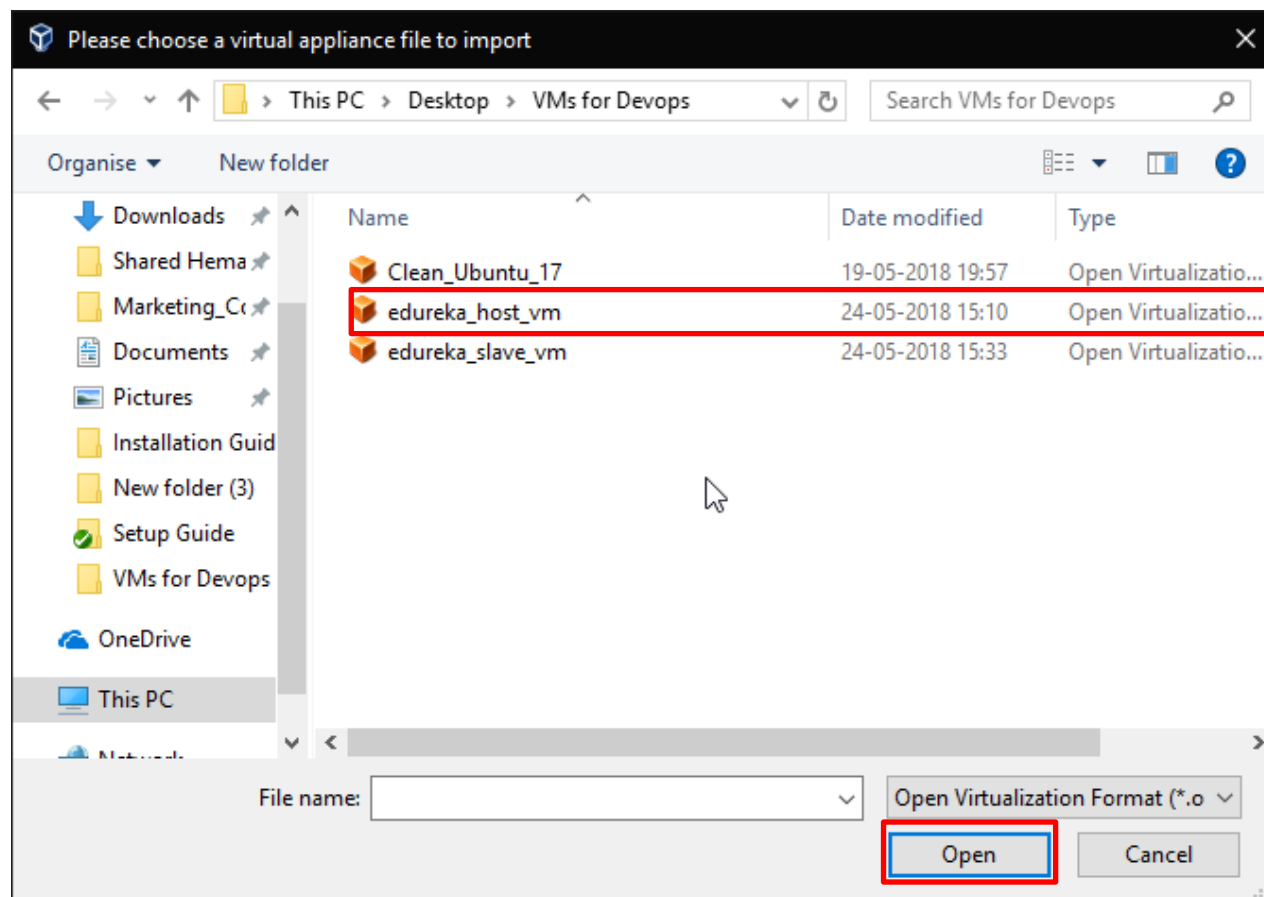 Please choose a virtual appliance file to import
This PC > Desktop > VMs for Devops
Search VMs for Devops
Organise
New folder
Name
Date modified
Type
Downloads
Shared Hema
Marketing_Co
Documents
Pictures
Installation Guid
New folder (3)
Setup Guide
VMs for Devops
OneDrive
This PC
Network
Clean_Ubuntu_17 19-05-2018 19:57 Open Virtualizatio...
edureka_host_vm 24-05-2018 15:10 Open Virtualizatio...
edureka_slave_vm 24-05-2018 15:33 Open Virtualizatio...
File name:
Open Virtualization Format (*.o
Open
Cancel